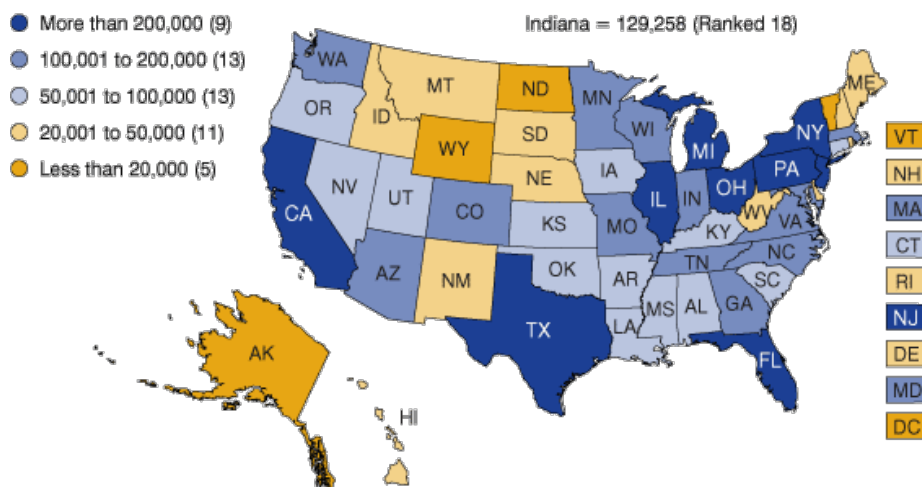 More than 200,000 (9)
100,001 to 200,000 (13)
50,001 to 100,000 (13)
20,001 to 50,000 (11)
Less than 20,000 (5)
Indiana = 129,258 (Ranked 18)
WA
MT
ND
MN
ME
OR
ID
SD
WI
MI
NY
WY
VT
NH
NE
IA
PA
NV
UT
CO
IL
IN
OH
WV
VA
MA
CA
KS
MO
KY
CT
AZ
NM
OK
AR
TN
NC
SC
RI
TX
LA
MS
AL
GA
NJ
AK
FL
DE
HI
MD
DC